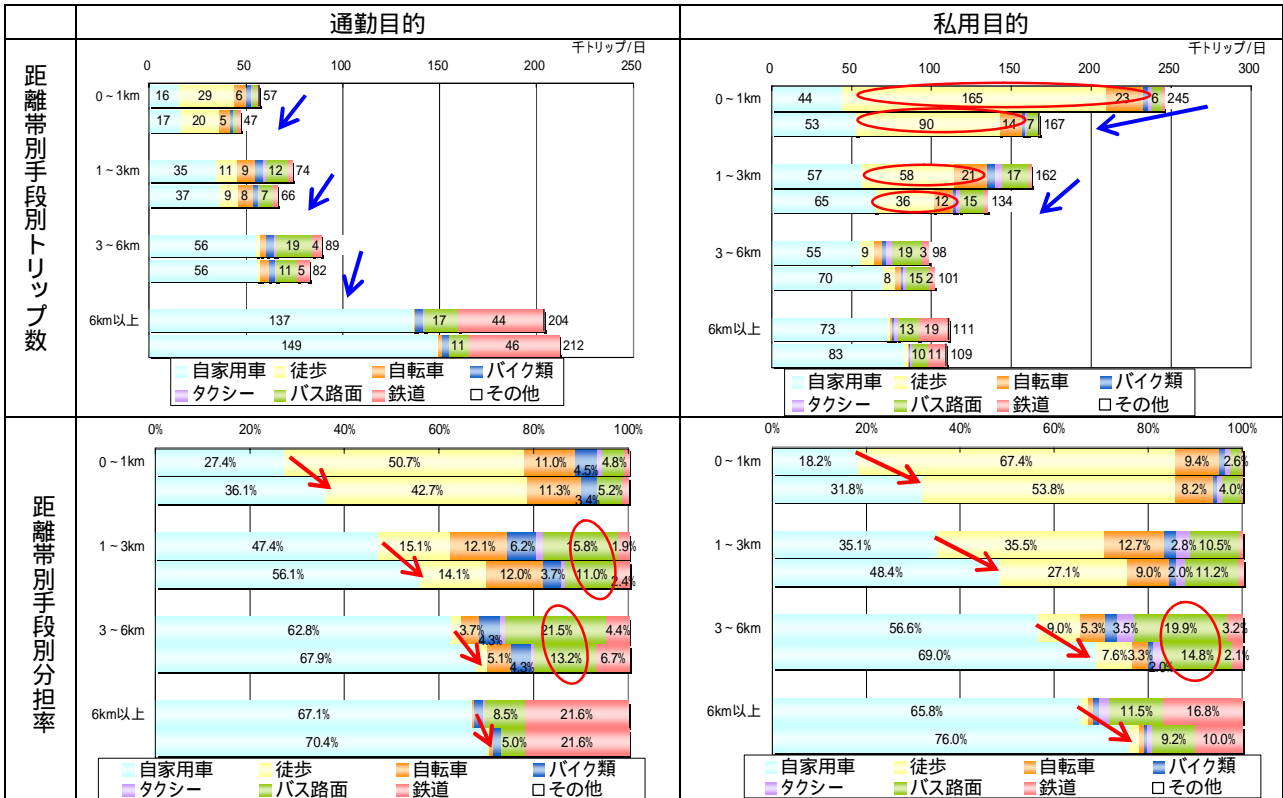 通勤目的
私用目的
距離帯別手段別トリップ数
千トリップ/日
0 50 100 150 200 250
0~1km 16 29 6 57
17 20 5 47
1~3km 35 11 9 12 74
37 9 8 7 66
3~6km 56 19 4 89
56 11 5 82
6km以上 137 17 44 204
149 11 46 212
自家用車 徒歩 自転車 バイク類
タクシー バス路面 鉄道 その他
千トリップ/日
0 50 100 150 200 250 300
0~1km 44 165 23 6 245
53 90 14 7 167
1~3km 57 58 21 17 162
65 36 12 15 134
3~6km 55 9 19 3 98
70 8 15 2 101
6km以上 73 13 19 111
83 10 11 109
自家用車 徒歩 自転車 バイク類
タクシー バス路面 鉄道 その他
距離帯別手段別分担率
0% 20% 40% 60% 80% 100%
0~1km 27.4% 50.7% 11.0% 4.5% 4.8%
36.1% 42.7% 11.3% 3.4% 5.2%
1~3km 47.4% 15.1% 12.1% 6.2% 15.8% 1.9%
56.1% 14.1% 12.0% 3.7% 11.0% 2.4%
3~6km 62.8% 3.7% 4.3% 21.5% 4.4%
67.9% 5.1% 4.3% 13.2% 6.7%
6km以上 67.1% 8.5% 21.6%
70.4% 5.0% 21.6%
自家用車 徒歩 自転車 バイク類
タクシー バス路面 鉄道 その他
0% 20% 40% 60% 80% 100%
0~1km 18.2% 67.4% 9.4% 2.6%
31.8% 53.8% 8.2% 4.0%
1~3km 35.1% 35.5% 12.7% 2.8% 10.5%
48.4% 27.1% 9.0% 2.0% 11.2%
3~6km 56.6% 9.0% 5.3% 3.5% 19.9% 3.2%
69.0% 7.6% 3.3% 2.0% 14.8% 2.1%
6km以上 65.8% 11.5% 16.8%
76.0% 9.2% 10.0%
自家用車 徒歩 自転車 バイク類
タクシー バス路面 鉄道 その他